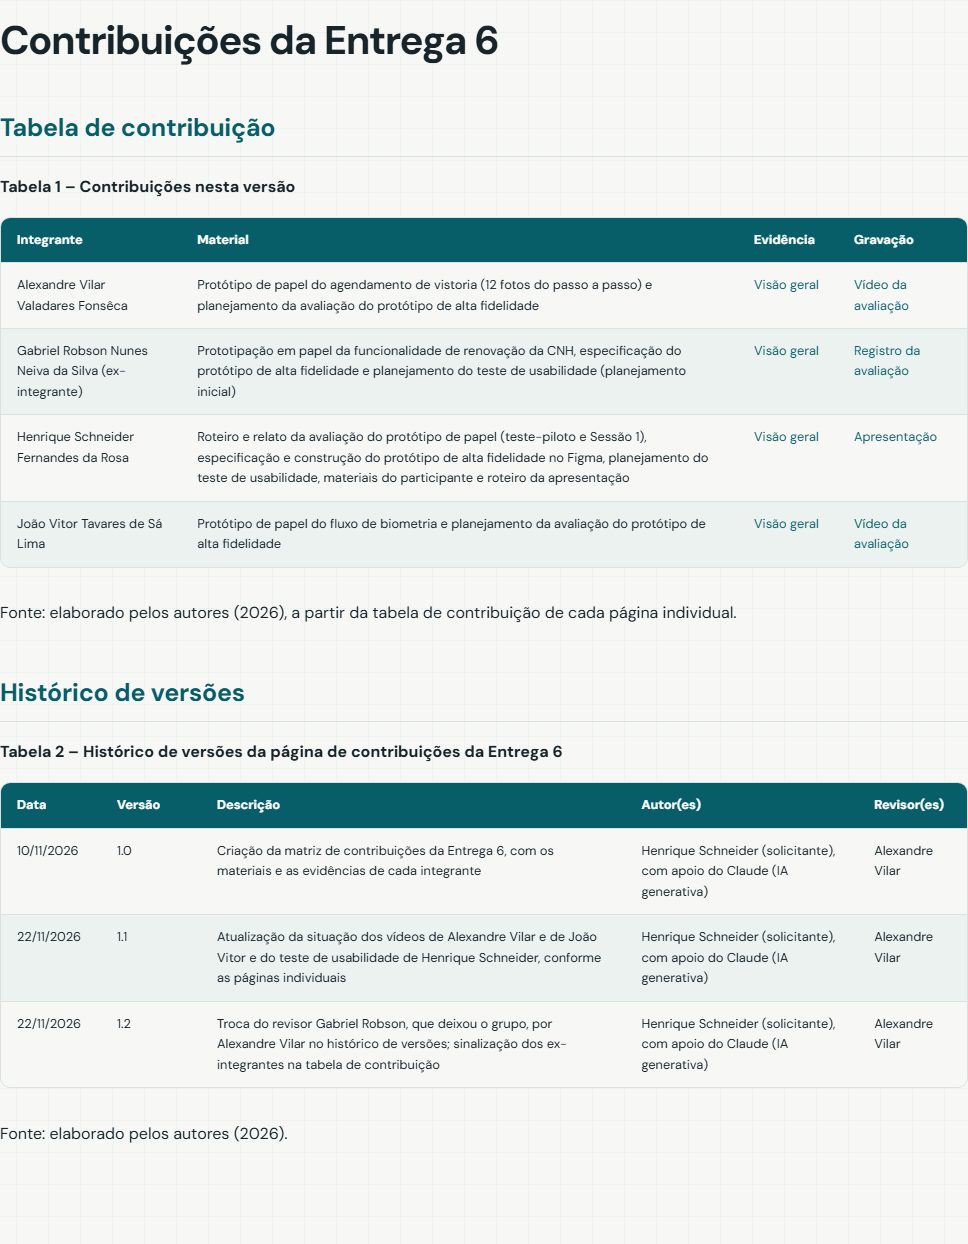 Contribuições da Entrega 6
Tabela de contribuição
Tabela 1 – Contribuições nesta versão
Integrante Material Evidência Gravação
Alexandre Vilar Protótipo de papel do agendamento de vistoria (12 fotos do passo a passo) e Visão geral Vídeo da
Valadares Fonsêca planejamento da avaliação do protótipo de alta fidelidade avaliação
Gabriel Robson Nunes Prototipação em papel da funcionalidade de renovação da CNH, especificação do Visão geral Registro da
Neiva da Silva (ex- protótipo de alta fidelidade e planejamento do teste de usabilidade (planejamento avaliação
integrante) inicial)
Henrique Schneider Roteiro e relato da avaliação do protótipo de papel (teste-piloto e Sessão 1), Visão geral Apresentação
Fernandes da Rosa especificação e construção do protótipo de alta fidelidade no Figma, planejamento do
teste de usabilidade, materiais do participante e roteiro da apresentação
João Vitor Tavares de Sá Protótipo de papel do fluxo de biometria e planejamento da avaliação do protótipo de Visão geral Vídeo da
Lima alta fidelidade avaliação
Fonte: elaborado pelos autores (2026), a partir da tabela de contribuição de cada página individual.
Histórico de versões
Tabela 2 – Histórico de versões da página de contribuições da Entrega 6
Data Versão Descrição Autor(es) Revisor(es)
10/11/2026 1.0 Criação da matriz de contribuições da Entrega 6, com os Henrique Schneider (solicitante), Alexandre
materiais e as evidências de cada integrante com apoio do Claude (IA Vilar
generativa)
22/11/2026 1.1 Atualização da situação dos vídeos de Alexandre Vilar e de João Henrique Schneider (solicitante), Alexandre
Vitor e do teste de usabilidade de Henrique Schneider, conforme com apoio do Claude (IA Vilar
as páginas individuais generativa)
22/11/2026 1.2 Troca do revisor Gabriel Robson, que deixou o grupo, por Henrique Schneider (solicitante), Alexandre
Alexandre Vilar no histórico de versões; sinalização dos ex- com apoio do Claude (IA Vilar
integrantes na tabela de contribuição generativa)
Fonte: elaborado pelos autores (2026).